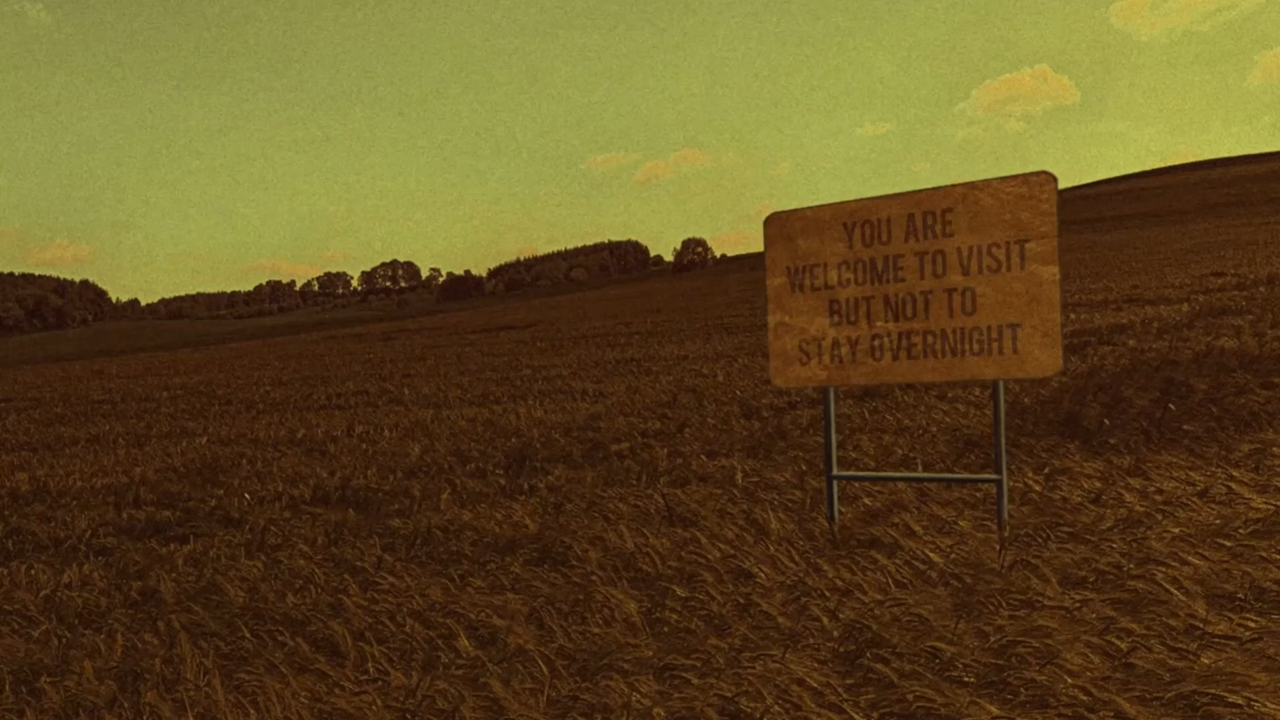 YOU ARE
WELCOME TO VISIT
BUT NOT TO
STAY OVERNIGHT